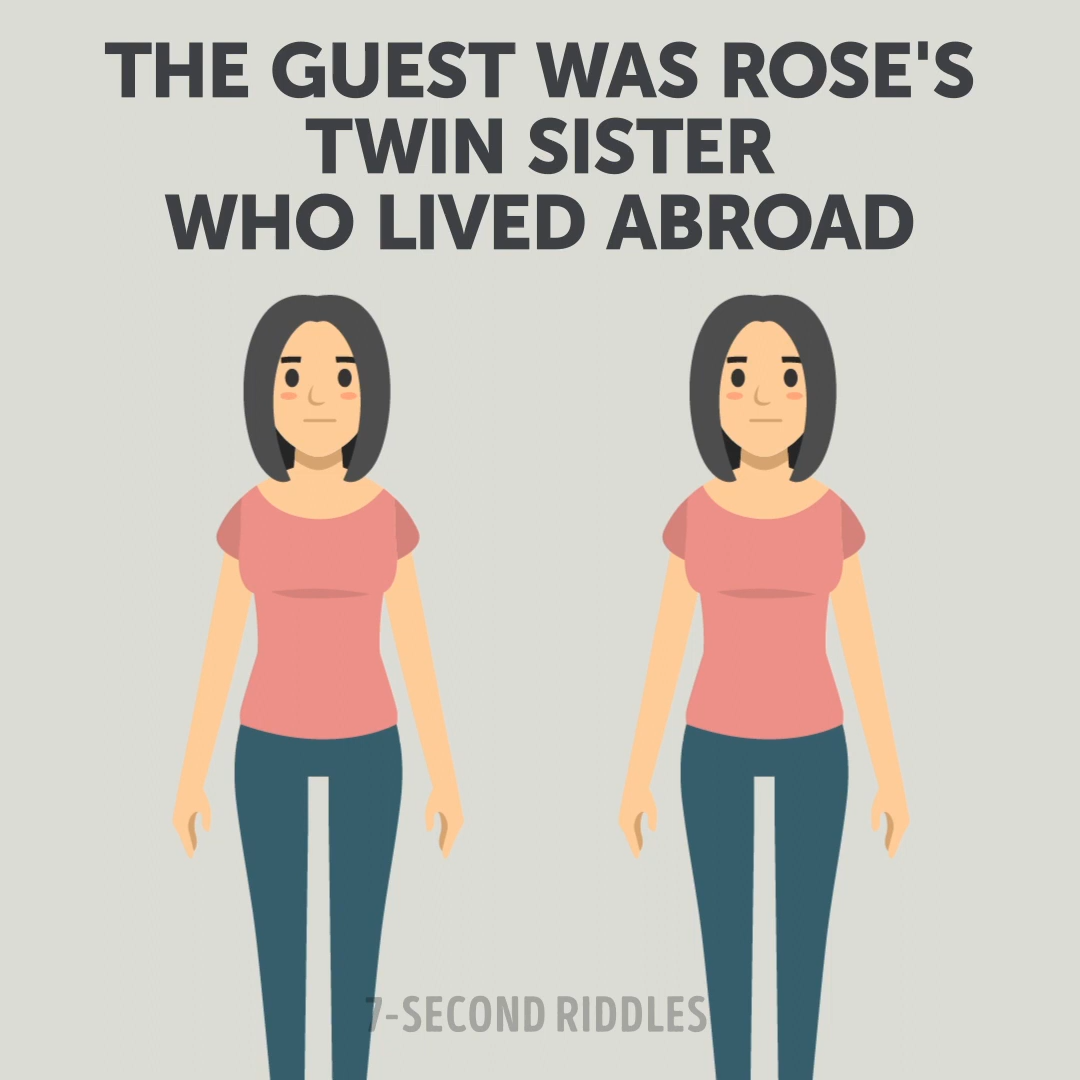 THE GUEST WAS ROSE'S
TWIN SISTER
WHO LIVED ABROAD
7-SECOND RIDDLES